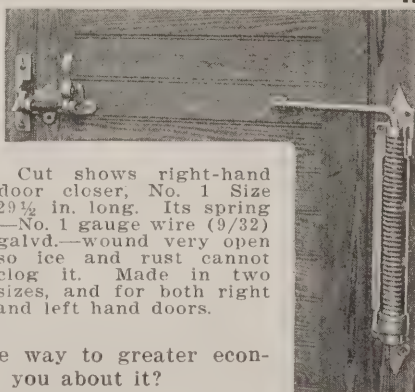 Cut shows right-hand
door closer, No. 1 Size
29½ in. long. Its spring
—No. 1 gauge wire (9/32)
galvd.—wound very open
so ice and rust cannot
clog it. Made in two
sizes, and for both right
and left hand doors.
e way to greater econ-
you about it?